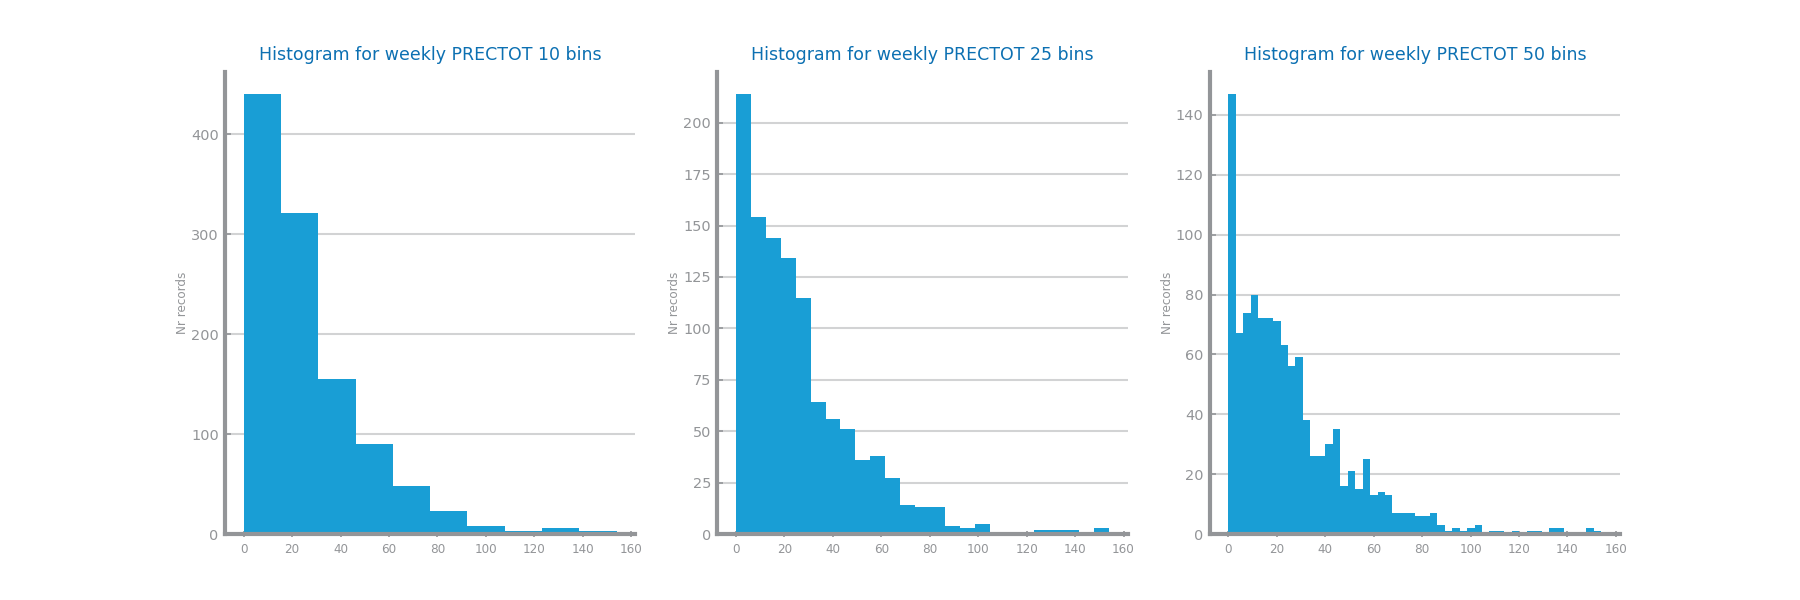 Histogram for weekly PRECTOT 10 bins
Nr records
400
300
200
100
0
0 20 40 60 80 100 120 140 160
Histogram for weekly PRECTOT 25 bins
Nr records
200
175
150
125
100
75
50
25
0
0 20 40 60 80 100 120 140 160
Histogram for weekly PRECTOT 50 bins
Nr records
140
120
100
80
60
40
20
0
0 20 40 60 80 100 120 140 160